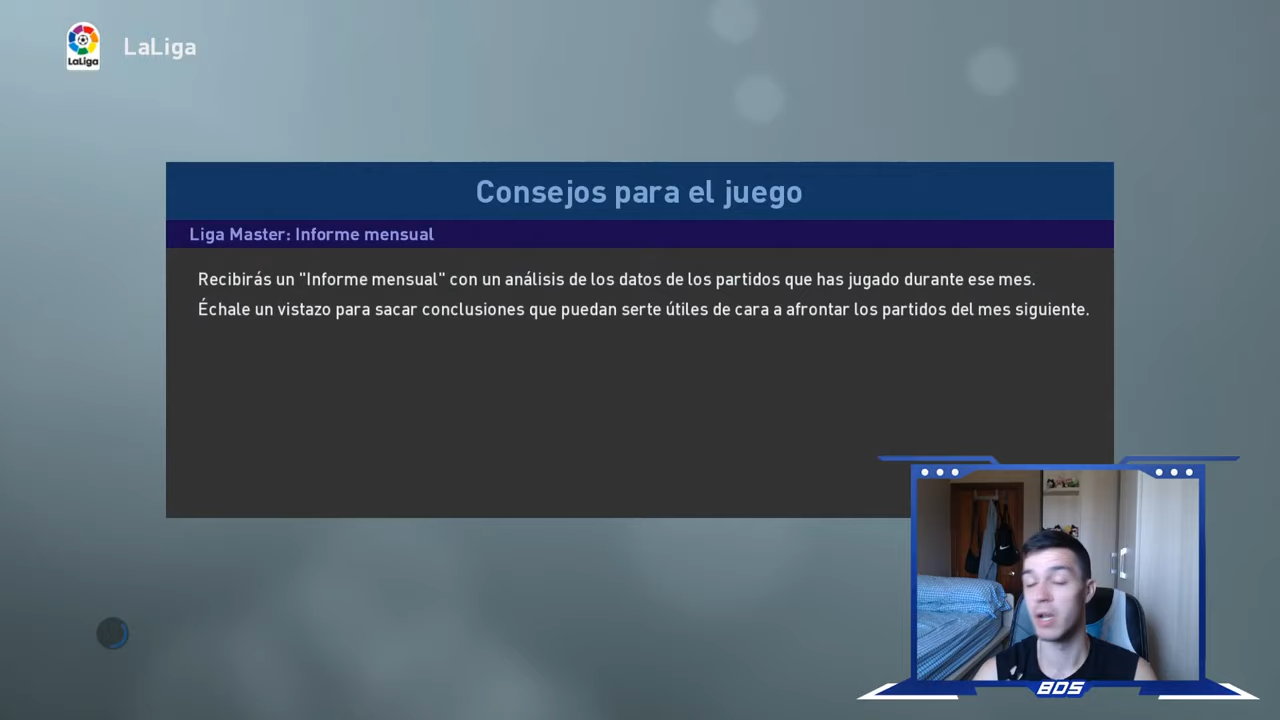 LaLiga
LaLiga
Consejos para el juego
Liga Master: Informe mensual
Recibirás un "Informe mensual" con un análisis de los datos de los partidos que has jugado durante ese mes.
Échale un vistazo para sacar conclusiones que puedan serte útiles de cara a afrontar los partidos del mes siguiente.
BDS